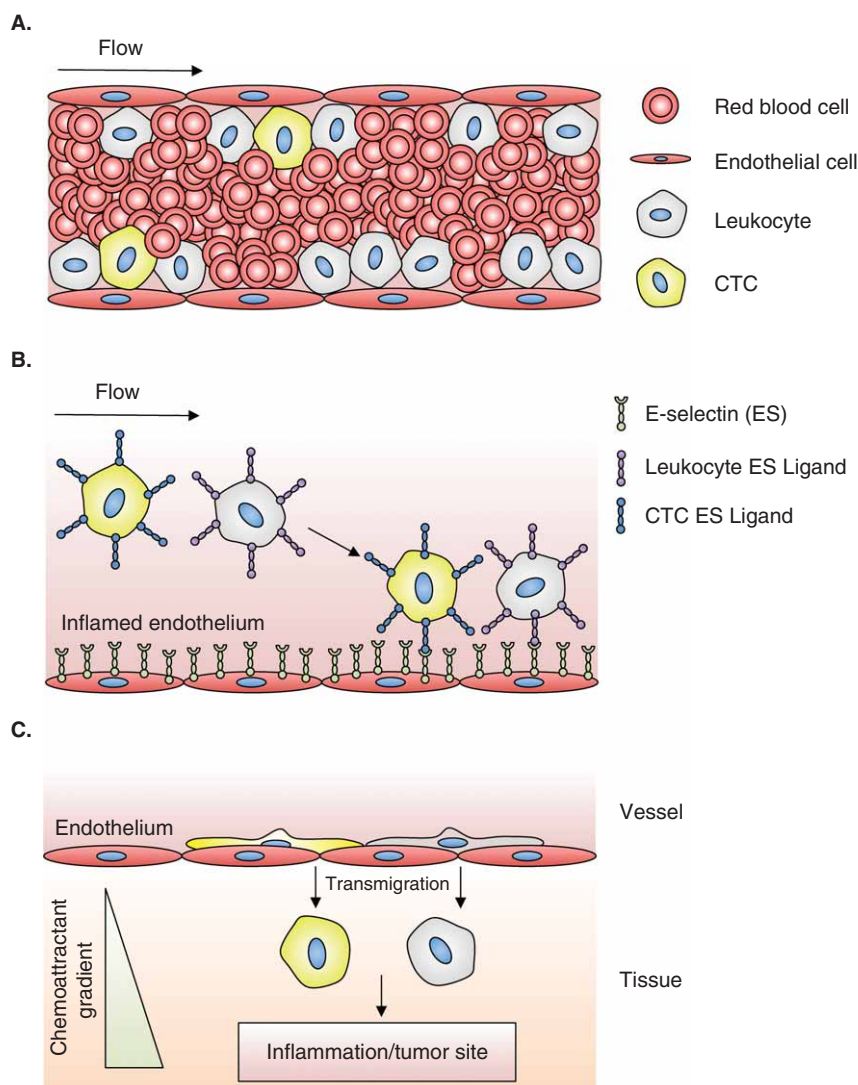 A.
Flow
Red blood cell
Endothelial cell
Leukocyte
CTC
B.
Flow
E-selectin (ES)
Leukocyte ES Ligand
CTC ES Ligand
Inflamed endothelium
C.
Vessel
Endothelium
Transmigration
Chemoattractant
gradient
Tissue
Inflammation/tumor site